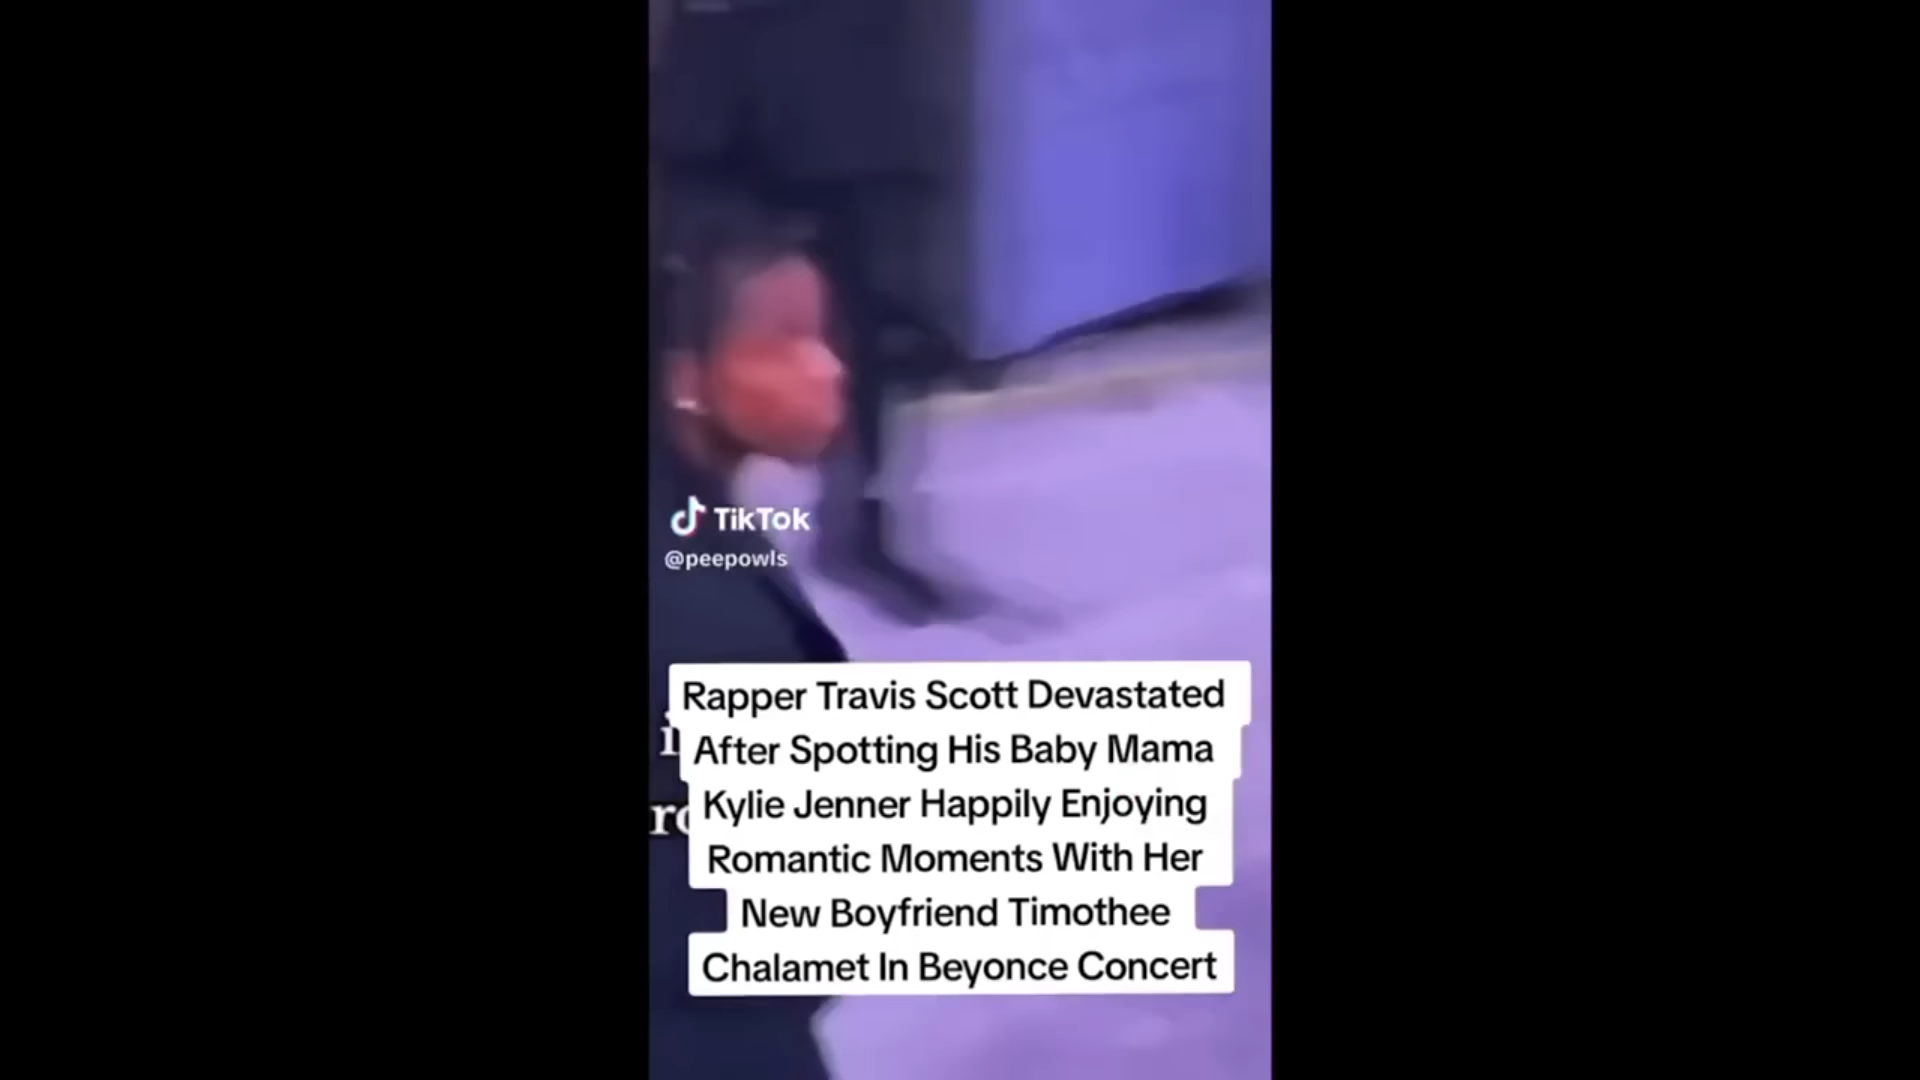 TikTok
@peepowls
Rapper Travis Scott Devastated
After Spotting His Baby Mama
Kylie Jenner Happily Enjoying
Romantic Moments With Her
New Boyfriend Timothee
Chalamet In Beyonce Concert